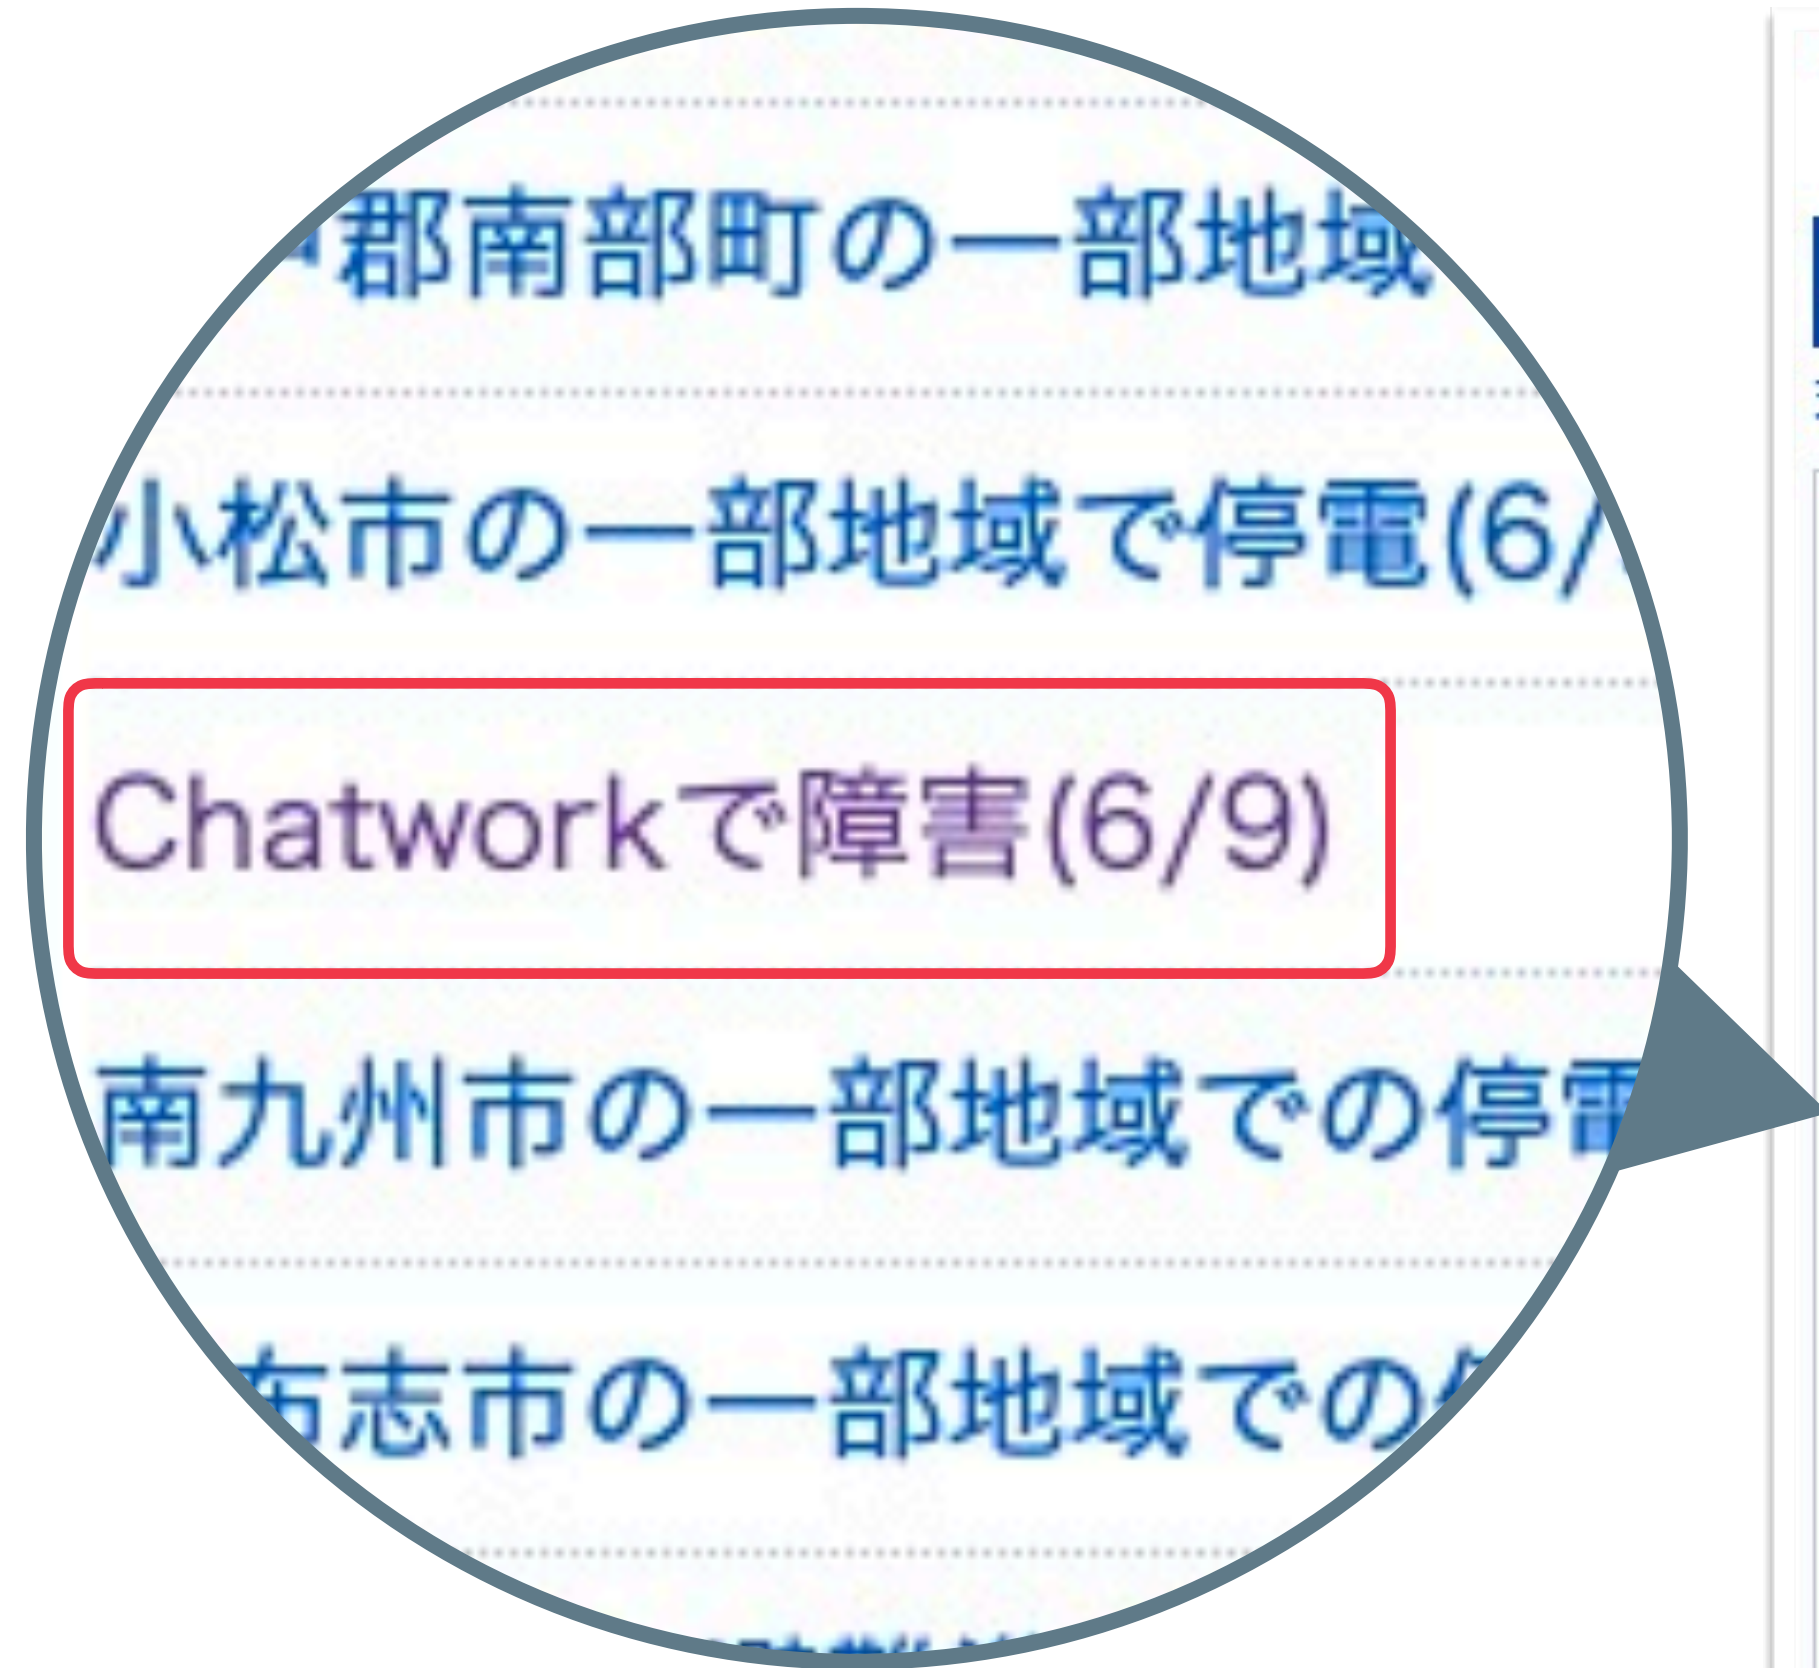 郡南部町の一部地域
小松市の一部地域で停電(6/
Chatworkで障害(6/9)
南九州市の一部地域での停電
布志市の一部地域での